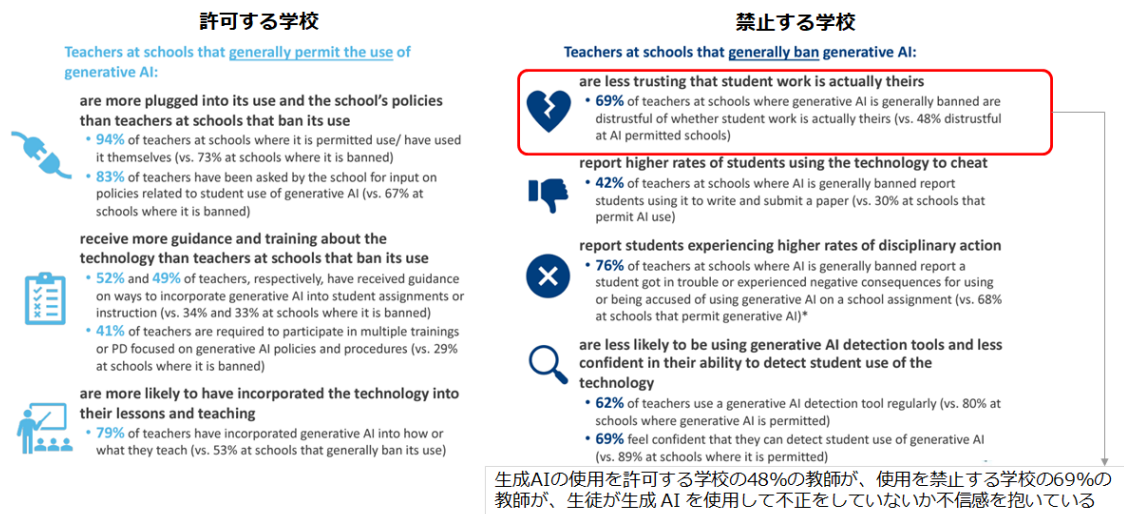 許可する学校
Teachers at schools that generally permit the use of
generative AI:
are more plugged into its use and the school's policies
than teachers at schools that ban its use
• 94% of teachers at schools where it is permitted use/ have used
it themselves (vs. 73% at schools where it is banned)
• 83% of teachers have been asked by the school for input on
policies related to student use of generative AI (vs. 67% at
schools where it is banned)
receive more guidance and training about the
technology than teachers at schools that ban its use
• 52% and 49% of teachers, respectively, have received guidance
on ways to incorporate generative AI into student assignments or
instruction (vs. 34% and 33% at schools where it is banned)
• 41% of teachers are required to participate in multiple trainings
or PD focused on generative AI policies and procedures (vs. 29%
at schools where it is banned)
are more likely to have incorporated the technology into
their lessons and teaching
• 79% of teachers have incorporated generative AI into how or
what they teach (vs. 53% at schools that generally ban its use)
禁止する学校
Teachers at schools that generally ban generative AI:
are less trusting that student work is actually theirs
• 69% of teachers at schools where generative AI is generally banned are
distrustful of whether student work is actually theirs (vs. 48% distrustful
at AI permitted schools)
report higher rates of students using the technology to cheat
• 42% of teachers at schools where AI is generally banned report
students using it to write and submit a paper (vs. 30% at schools that
permit AI use)
report students experiencing higher rates of disciplinary action
• 76% of teachers at schools where AI is generally banned report a
student got in trouble or experienced negative consequences for using
or being accused of using generative AI on a school assignment (vs. 68%
at schools that permit generative AI)*
are less likely to be using generative AI detection tools and less
confident in their ability to detect student use of the
technology
• 62% of teachers use a generative AI detection tool regularly (vs. 80% at
schools where generative AI is permitted)
• 69% feel confident that they can detect student use of generative AI
(vs. 89% at schools where it is permitted)
生成AIの使用を許可する学校の48%の教師が、使用を禁止する学校の69%の
教師が、生徒が生成 AI を使用して不正をしていないか不信感を抱いている